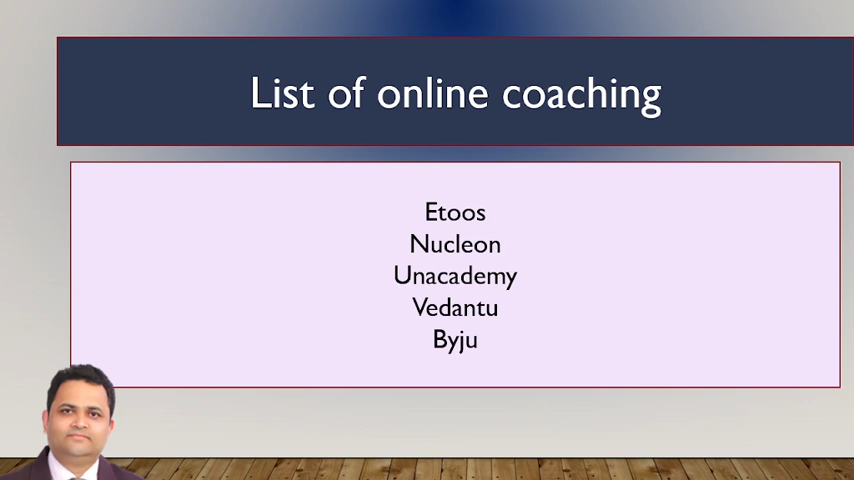 List of online coaching
Etoos
Nucleon
Unacademy
Vedantu
Byju